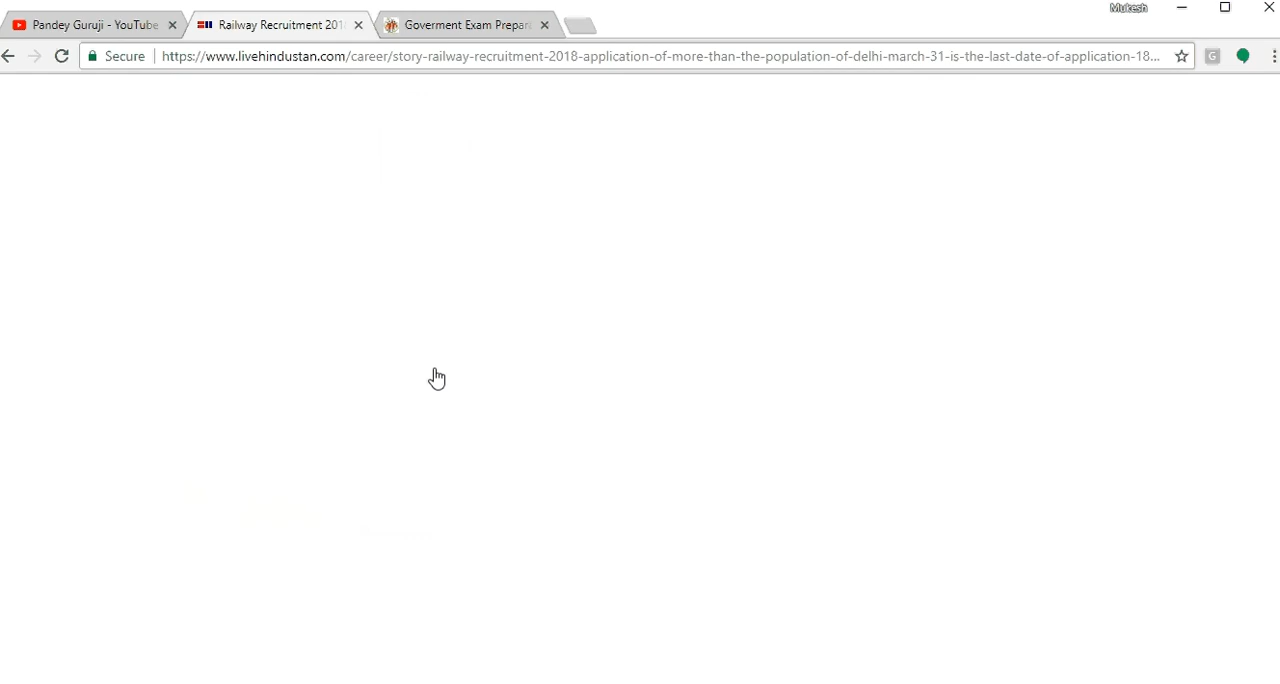 Mukesh
Pandey Guruji - YouTube
Railway Recruitment 201
Goverment Exam Prepar
Secure
https://www.livehindustan.com/career/story-railway-recruitment-2018-application-of-more-than-the-population-of-delhi-march-31-is-the-last-date-of-application-18...
G